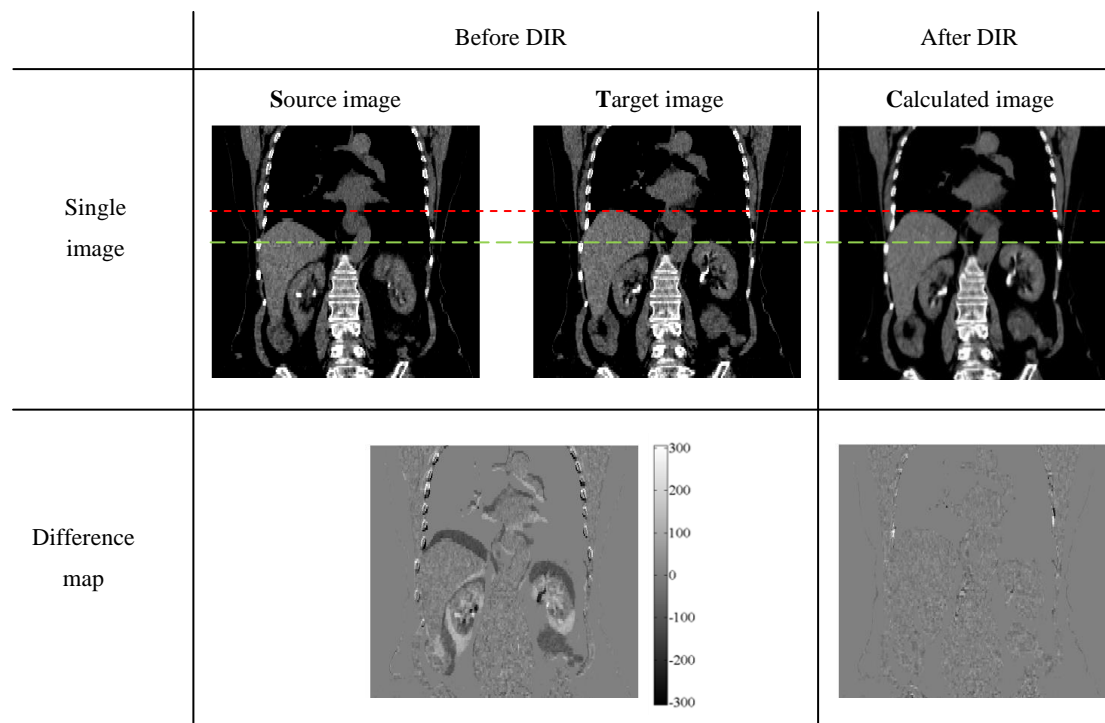 Before DIR
After DIR
Source image
Target image
Calculated image
Single
image
Difference
map
300
200
100
0
-100
-200
-300